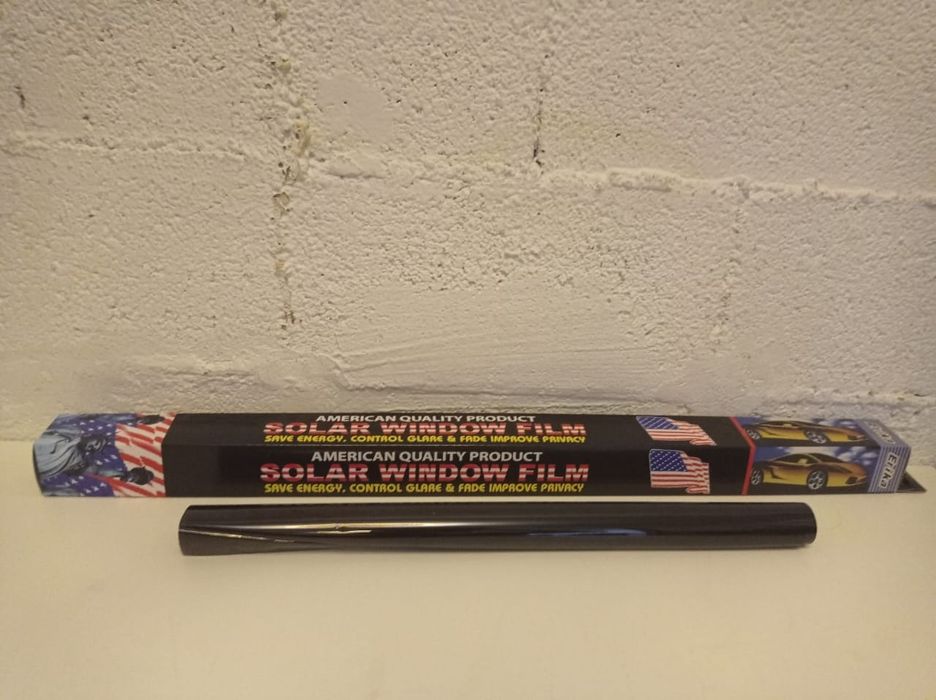 AMERICAN QUALITY PRODUCT
SOLAR WINDOW FILM
SAVE ENERGY, CONTROL GLARE & FADE IMPROVE PRIVACY
AMERICAN QUALITY PRODUCT
SOLAR WINDOW FILM
SAVE ENERGY, CONTROL GLARE & FADE IMPROVE PRIVACY
Erika